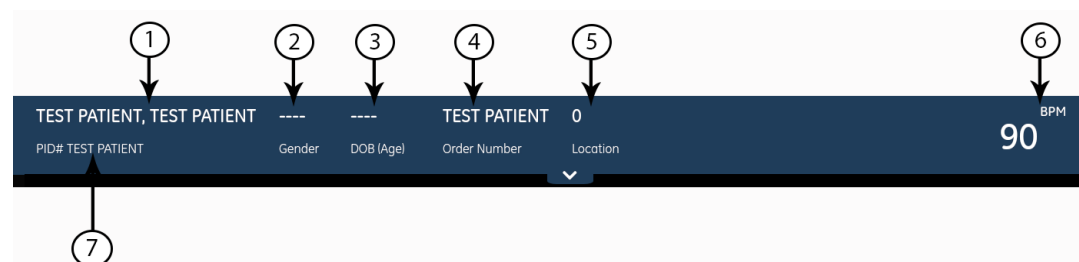 1 2 3 4 5 6
TEST PATIENT, TEST PATIENT ---- ---- TEST PATIENT 0 90 BPM
PID# TEST PATIENT Gender DOB (Age) Order Number Location
7